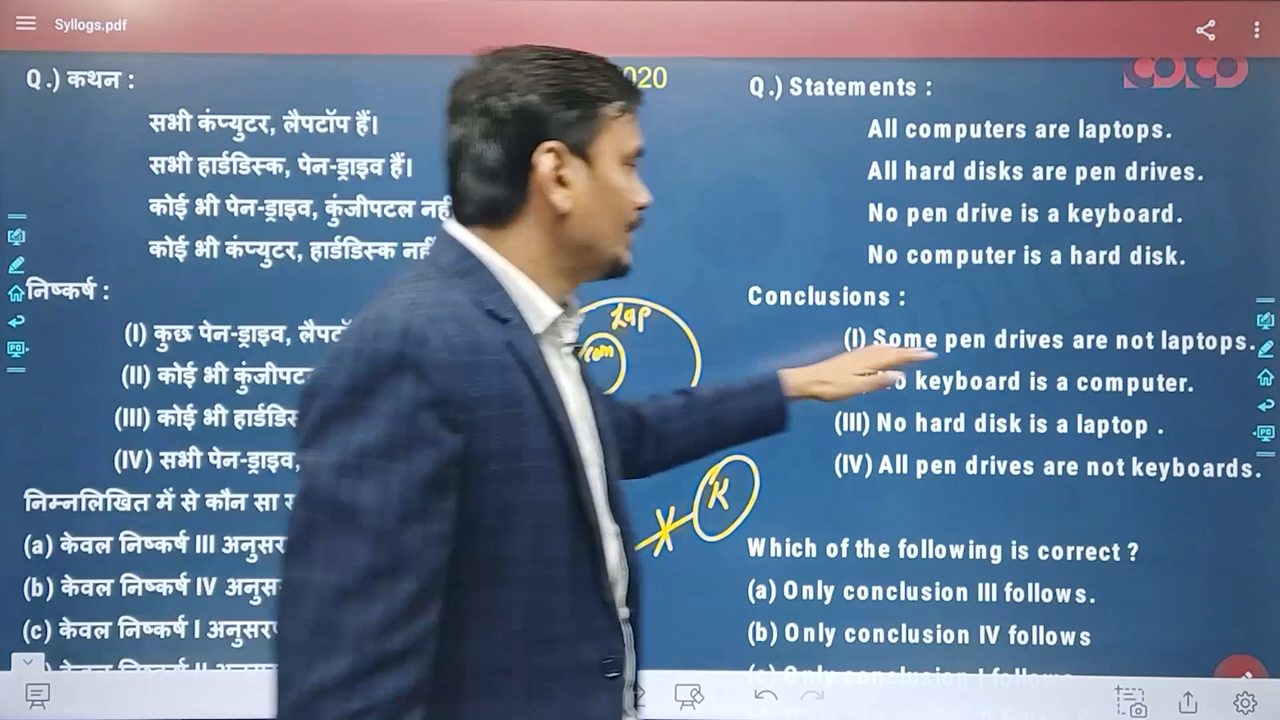 Syllogs.pdf
Q.) कथन :
सभी कंप्युटर, लैपटॉप हैं।
सभी हार्डडिस्क, पेन-ड्राइव हैं।
कोई भी पेन-ड्राइव, कुंजीपटल
कोई भी कंप्युटर, हार्डडिस्क
निष्कर्ष :
(I) कुछ पेन-ड्राइव,
(II) कोई भी
(III) कोई भी
(IV) सभी पेन-ड्राइव,
निम्नलिखित में से कौन सा
(a) केवल निष्कर्ष III
(b) केवल निष्कर्ष IV
(c) केवल निष्कर्ष I
020
Lap
Com
K
Q.) Statements :
All computers are laptops.
All hard disks are pen drives.
No pen drive is a keyboard.
No computer is a hard disk.
Conclusions :
(I) Some pen drives are not laptops.
keyboard is a computer.
(III) No hard disk is a laptop .
(IV) All pen drives are not keyboards.
Which of the following is correct ?
(a) Only conclusion III follows.
(b) Only conclusion IV follows
(c) Only conclusion I follows